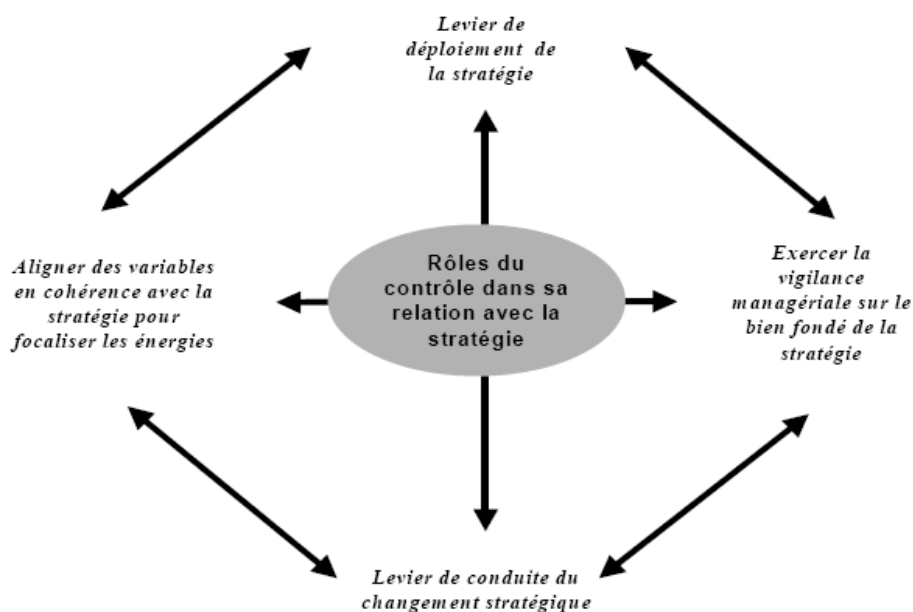 Levier de
déploiement de
la stratégie
Aligner des variables
en cohérence avec la
stratégie pour
focaliser les énergies
Rôles du
contrôle dans sa
relation avec la
stratégie
Exercer la
vigilance
managériale sur le
bien fondé de la
stratégie
Levier de conduite du
changement stratégique